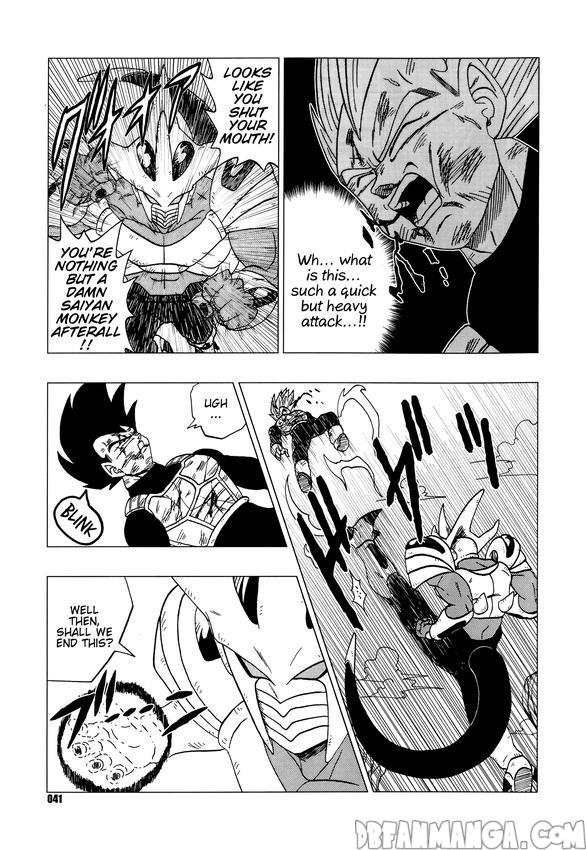 Wh... what
is this...
such a quick
but heavy
attack...!!
LOOKS
LIKE
YOU
SHUT
YOUR
MOUTH!
YOU'RE
NOTHING
BUT A
DAMN
SAIYAN
MONKEY
AFTERALL
!!
UGH
...
BLINK
WELL
THEN,
SHALL WE
END THIS?
041
DBFANMANGA.COM